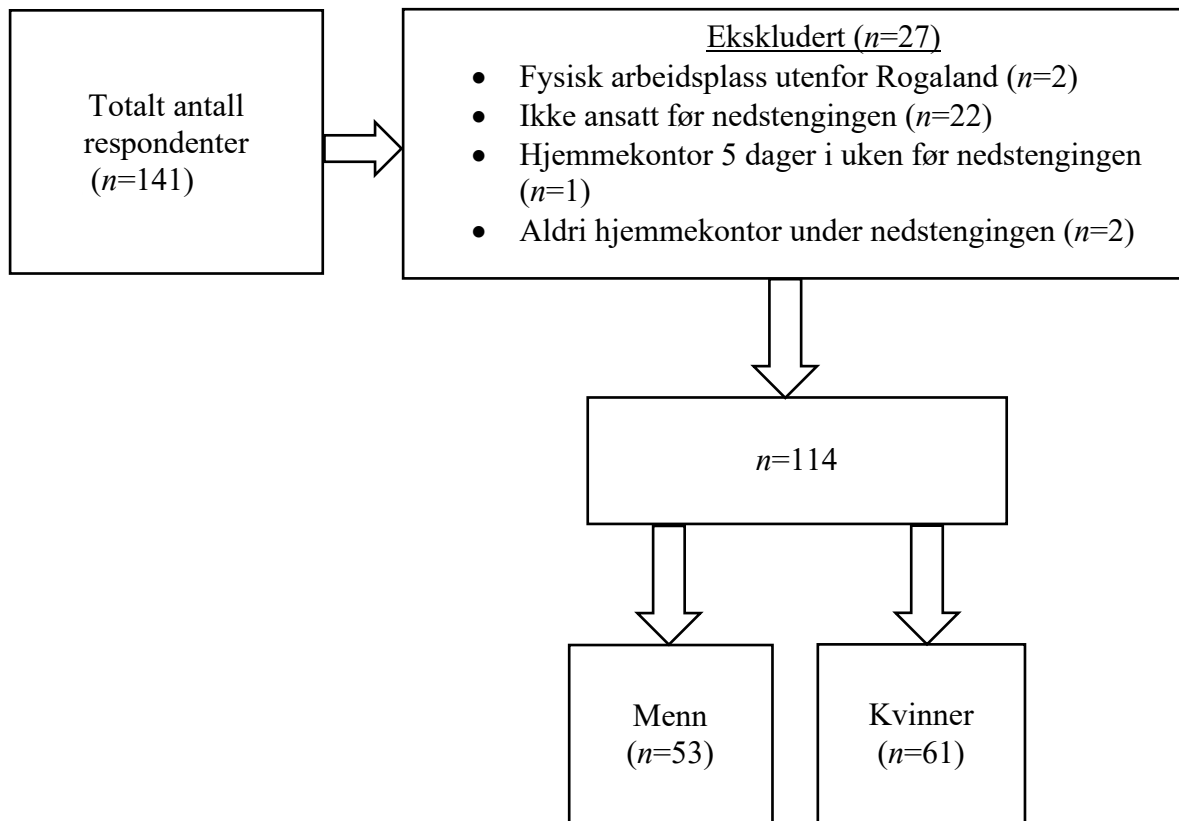 Totalt antall
respondenter
(n=141)
Ekskludert (n=27)
• Fysisk arbeidsplass utenfor Rogaland (n=2)
• Ikke ansatt før nedstengingen (n=22)
• Hjemmekontor 5 dager i uken før nedstengingen
(n=1)
• Aldri hjemmekontor under nedstengingen (n=2)
n=114
Menn
(n=53)
Kvinner
(n=61)